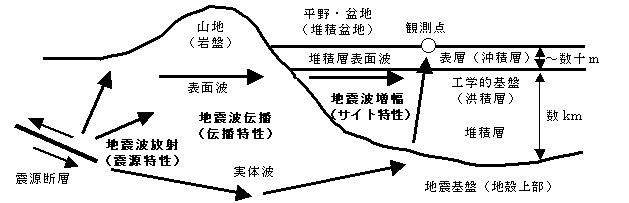 山地
（岩盤）
平野・盆地
（堆積盆地）
観測点
堆積層表面波
表層（沖積層）
～数十ｍ
表面波
地震波増幅
（サイト特性）
工学的基盤
（洪積層）
地震波伝播
（伝播特性）
堆積層
数ｋｍ
地震波放射
（震源特性）
震源断層
実体波
地震基盤（地殻上部）